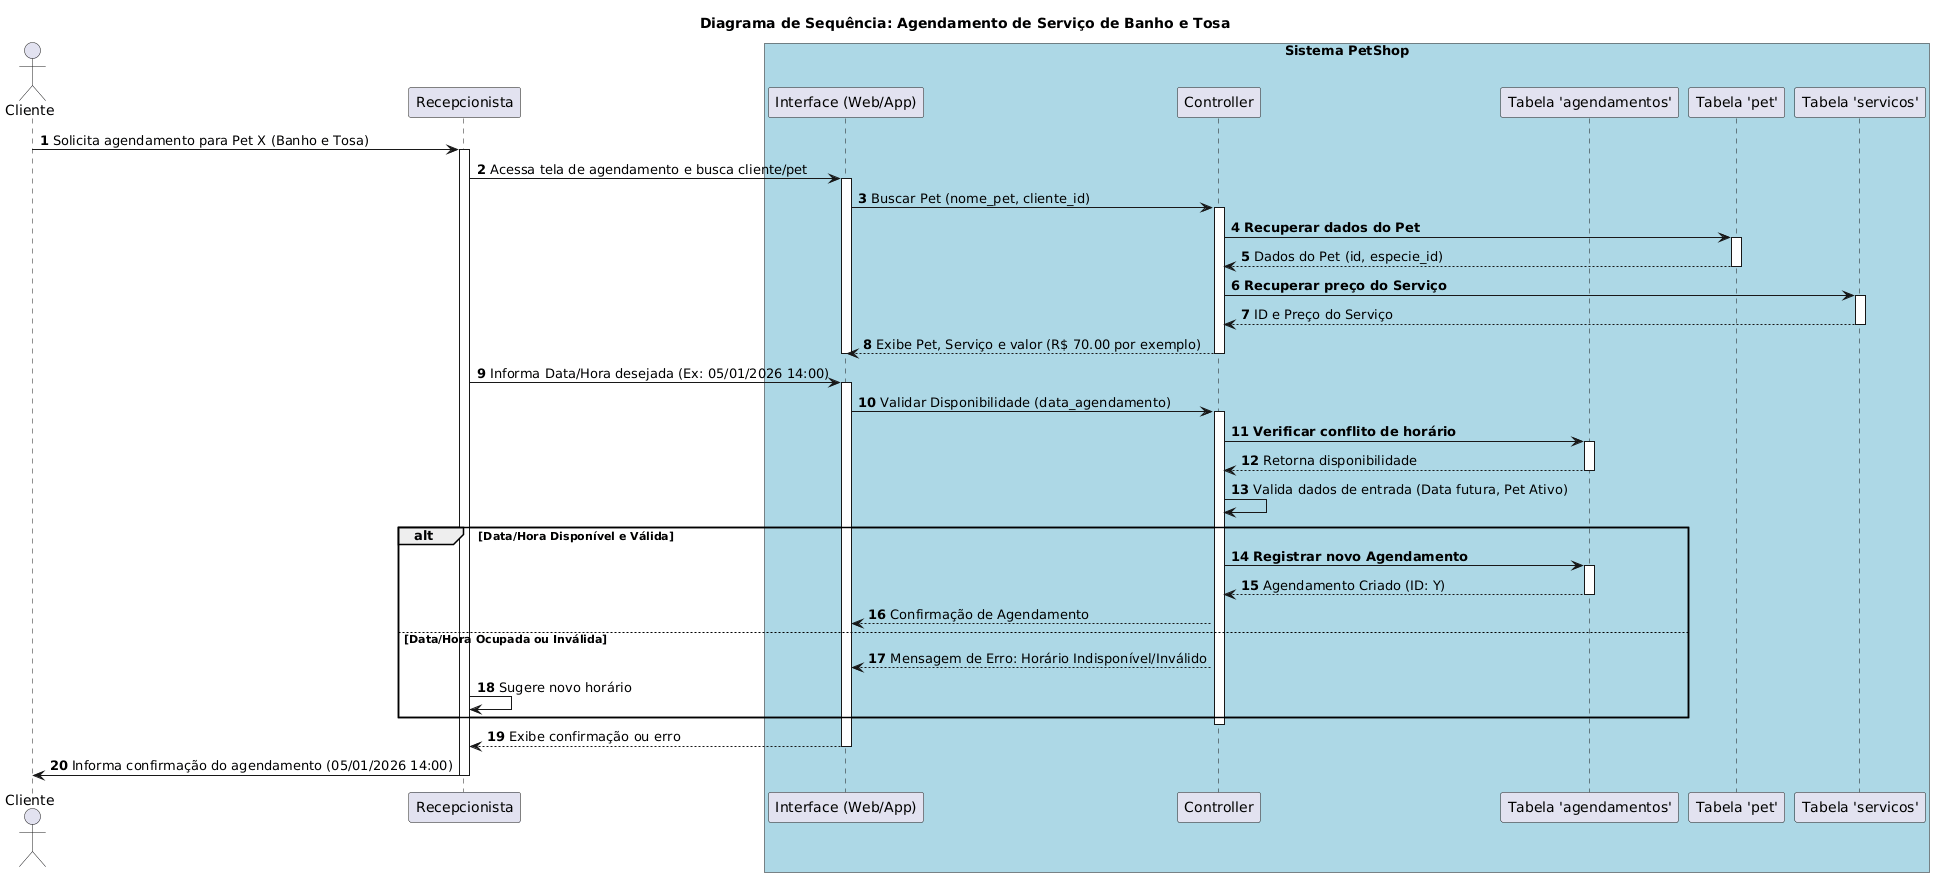 Diagrama de Sequência: Agendamento de Serviço de Banho e Tosa
Sistema PetShop
Cliente
Recepcionista
Interface (Web/App)
Controller
Tabela 'agendamentos'
Tabela 'pet'
Tabela 'servicos'
1 Solicita agendamento para Pet X (Banho e Tosa)
2 Acessa tela de agendamento e busca cliente/pet
3 Buscar Pet (nome_pet, cliente_id)
4 Recuperar dados do Pet
5 Dados do Pet (id, especie_id)
6 Recuperar preço do Serviço
7 ID e Preço do Serviço
8 Exibe Pet, Serviço e valor (R$ 70.00 por exemplo)
9 Informa Data/Hora desejada (Ex: 05/01/2026 14:00)
10 Validar Disponibilidade (data_agendamento)
11 Verificar conflito de horário
12 Retorna disponibilidade
13 Valida dados de entrada (Data futura, Pet Ativo)
alt
[Data/Hora Disponível e Válida]
14 Registrar novo Agendamento
15 Agendamento Criado (ID: Y)
16 Confirmação de Agendamento
[Data/Hora Ocupada ou Inválida]
17 Mensagem de Erro: Horário Indisponível/Inválido
18 Sugere novo horário
19 Exibe confirmação ou erro
20 Informa confirmação do agendamento (05/01/2026 14:00)
Cliente
Recepcionista
Interface (Web/App)
Controller
Tabela 'agendamentos'
Tabela 'pet'
Tabela 'servicos'